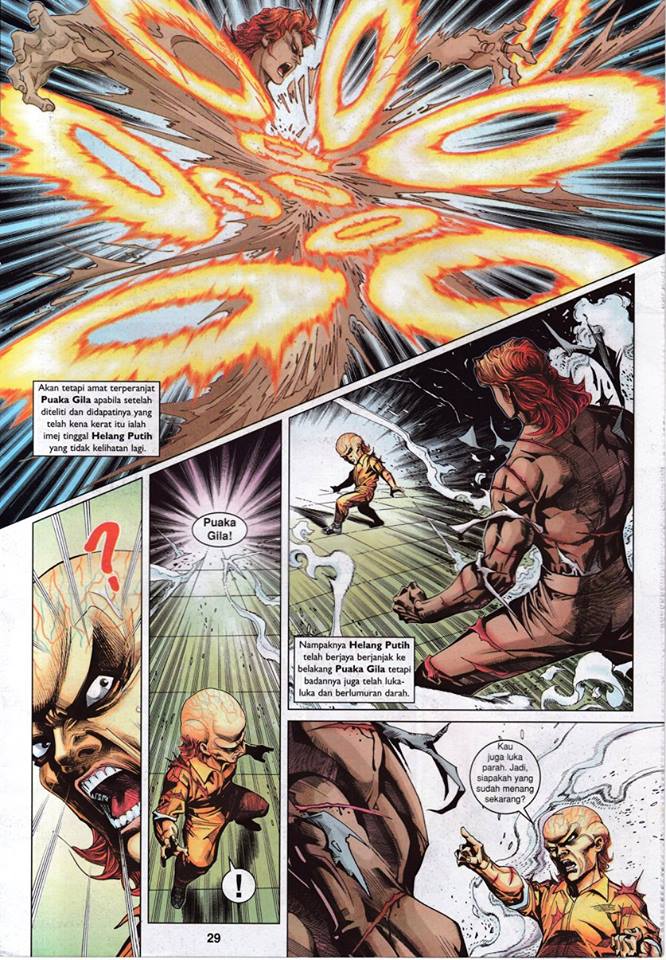 Akan tetapi amat terperanjat
Puaka Gila apabila setelah
diteliti dan didapatinya yang
telah kena kerat itu ialah
imej tinggal Helang Putih
yang tidak kelihatan lagi.
?
Puaka
Gila!
!
Nampaknya Helang Putih
telah berjaya berjanjak ke
belakang Puaka Gila tetapi
badannya juga telah luka-
luka dan berlumuran darah.
Kau
juga luka
parah. Jadi,
siapakah yang
sudah menang
sekarang?
29